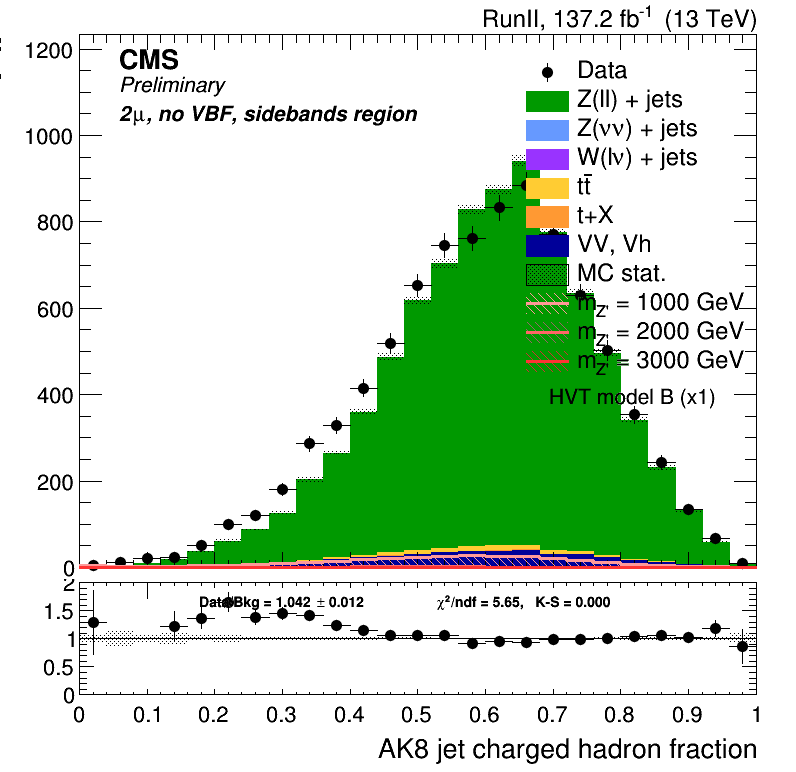 RunII, 137.2 fb-1 (13 TeV)
CMS
Preliminary
2μ, no VBF, sidebands region
Data
Z(ll) + jets
Z(νν) + jets
W(lν) + jets
tt̄
t+X
VV, Vh
MC stat.
mZ' = 1000 GeV
mZ' = 2000 GeV
mZ' = 3000 GeV
HVT model B (x1)
1200
1000
800
600
400
200
0
Data/Bkg = 1.042 ± 0.012 χ2/ndf = 5.65, K-S = 0.000
2
1.5
1
0.5
0
0 0.1 0.2 0.3 0.4 0.5 0.6 0.7 0.8 0.9 1
AK8 jet charged hadron fraction